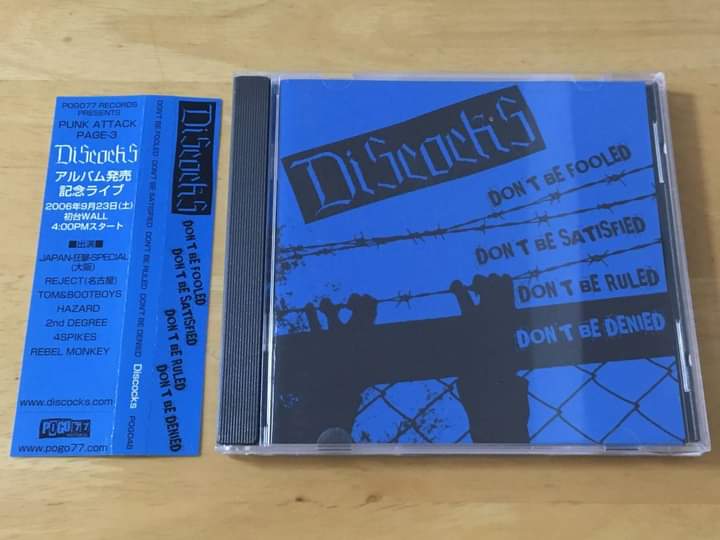 POGO77 RECORDS
PRESENTS
PUNK ATTACK
PAGE-3
DiScockS
アルバム発売
記念ライブ
2006年9月23日(土)
初台WALL
4:00PMスタート
■出演■
JAPAN-狂撃-SPECIAL
(大阪)
REJECT(名古屋)
TOM&BOOTBOYS
HAZARD
2nd DEGREE
4SPIKES
REBEL MONKEY
www.discocks.com
POGO 77
www.pogo77.com
DON'T BE FOOLED DON'T BE SATISFIED DON'T BE RULED DON'T BE DENIED Discocks POGO48
DiScockS
DON'T BE FOOLED
DON'T BE SATISFIED
DON'T BE RULED
DON'T BE DENIED
DiScockS
DON'T BE FOOLED
DON'T BE SATISFIED
DON'T BE RULED
DON'T BE DENIED